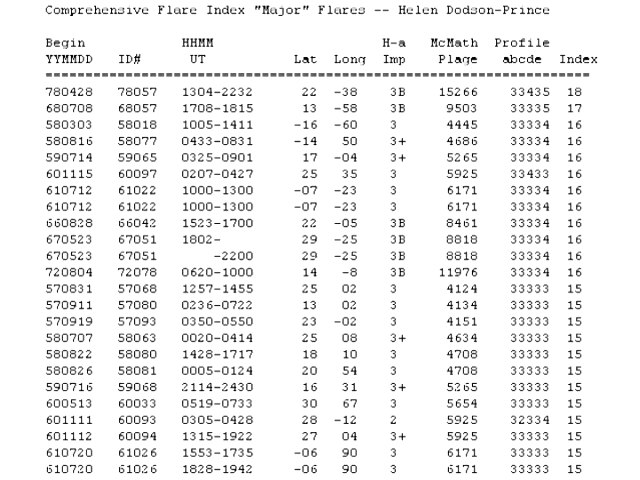 Comprehensive Flare Index "Major" Flares -- Helen Dodson-Prince
Begin HHMM H-a McMath Profile
YYMMDD ID# UT Lat Long Imp Plage abcde Index
================================================================
780428 78057 1304-2232 22 -38 3B 15266 33435 18
680708 68057 1708-1815 13 -58 3B 9503 33335 17
580303 58018 1005-1411 -16 -60 3 4445 33334 16
580816 58077 0433-0831 -14 50 3+ 4686 33334 16
590714 59065 0325-0901 17 -04 3+ 5265 33334 16
601115 60097 0207-0427 25 35 3 5925 33433 16
610712 61022 1000-1300 -07 -23 3 6171 33334 16
610712 61022 1000-1300 -07 -23 3 6171 33334 16
660828 66042 1523-1700 22 -05 3B 8461 33334 16
670523 67051 1802- 29 -25 3B 8818 33334 16
670523 67051 -2200 29 -25 3B 8818 33334 16
720804 72078 0620-1000 14 -8 3B 11976 33334 16
570831 57068 1257-1455 25 02 3 4124 33333 15
570911 57080 0236-0722 13 02 3 4134 33333 15
570919 57093 0350-0550 23 -02 3 4151 33333 15
580707 58063 0020-0414 25 08 3+ 4634 33333 15
580822 58080 1428-1717 18 10 3 4708 33333 15
580826 58081 0005-0124 20 54 3 4708 33333 15
590716 59068 2114-2430 16 31 3+ 5265 33333 15
600513 60033 0519-0733 30 67 3 5654 33333 15
601111 60093 0305-0428 28 -12 2 5925 32334 15
601112 60094 1315-1922 27 04 3+ 5925 33333 15
610720 61026 1553-1735 -06 90 3 6171 33333 15
610720 61026 1828-1942 -06 90 3 6171 33333 15